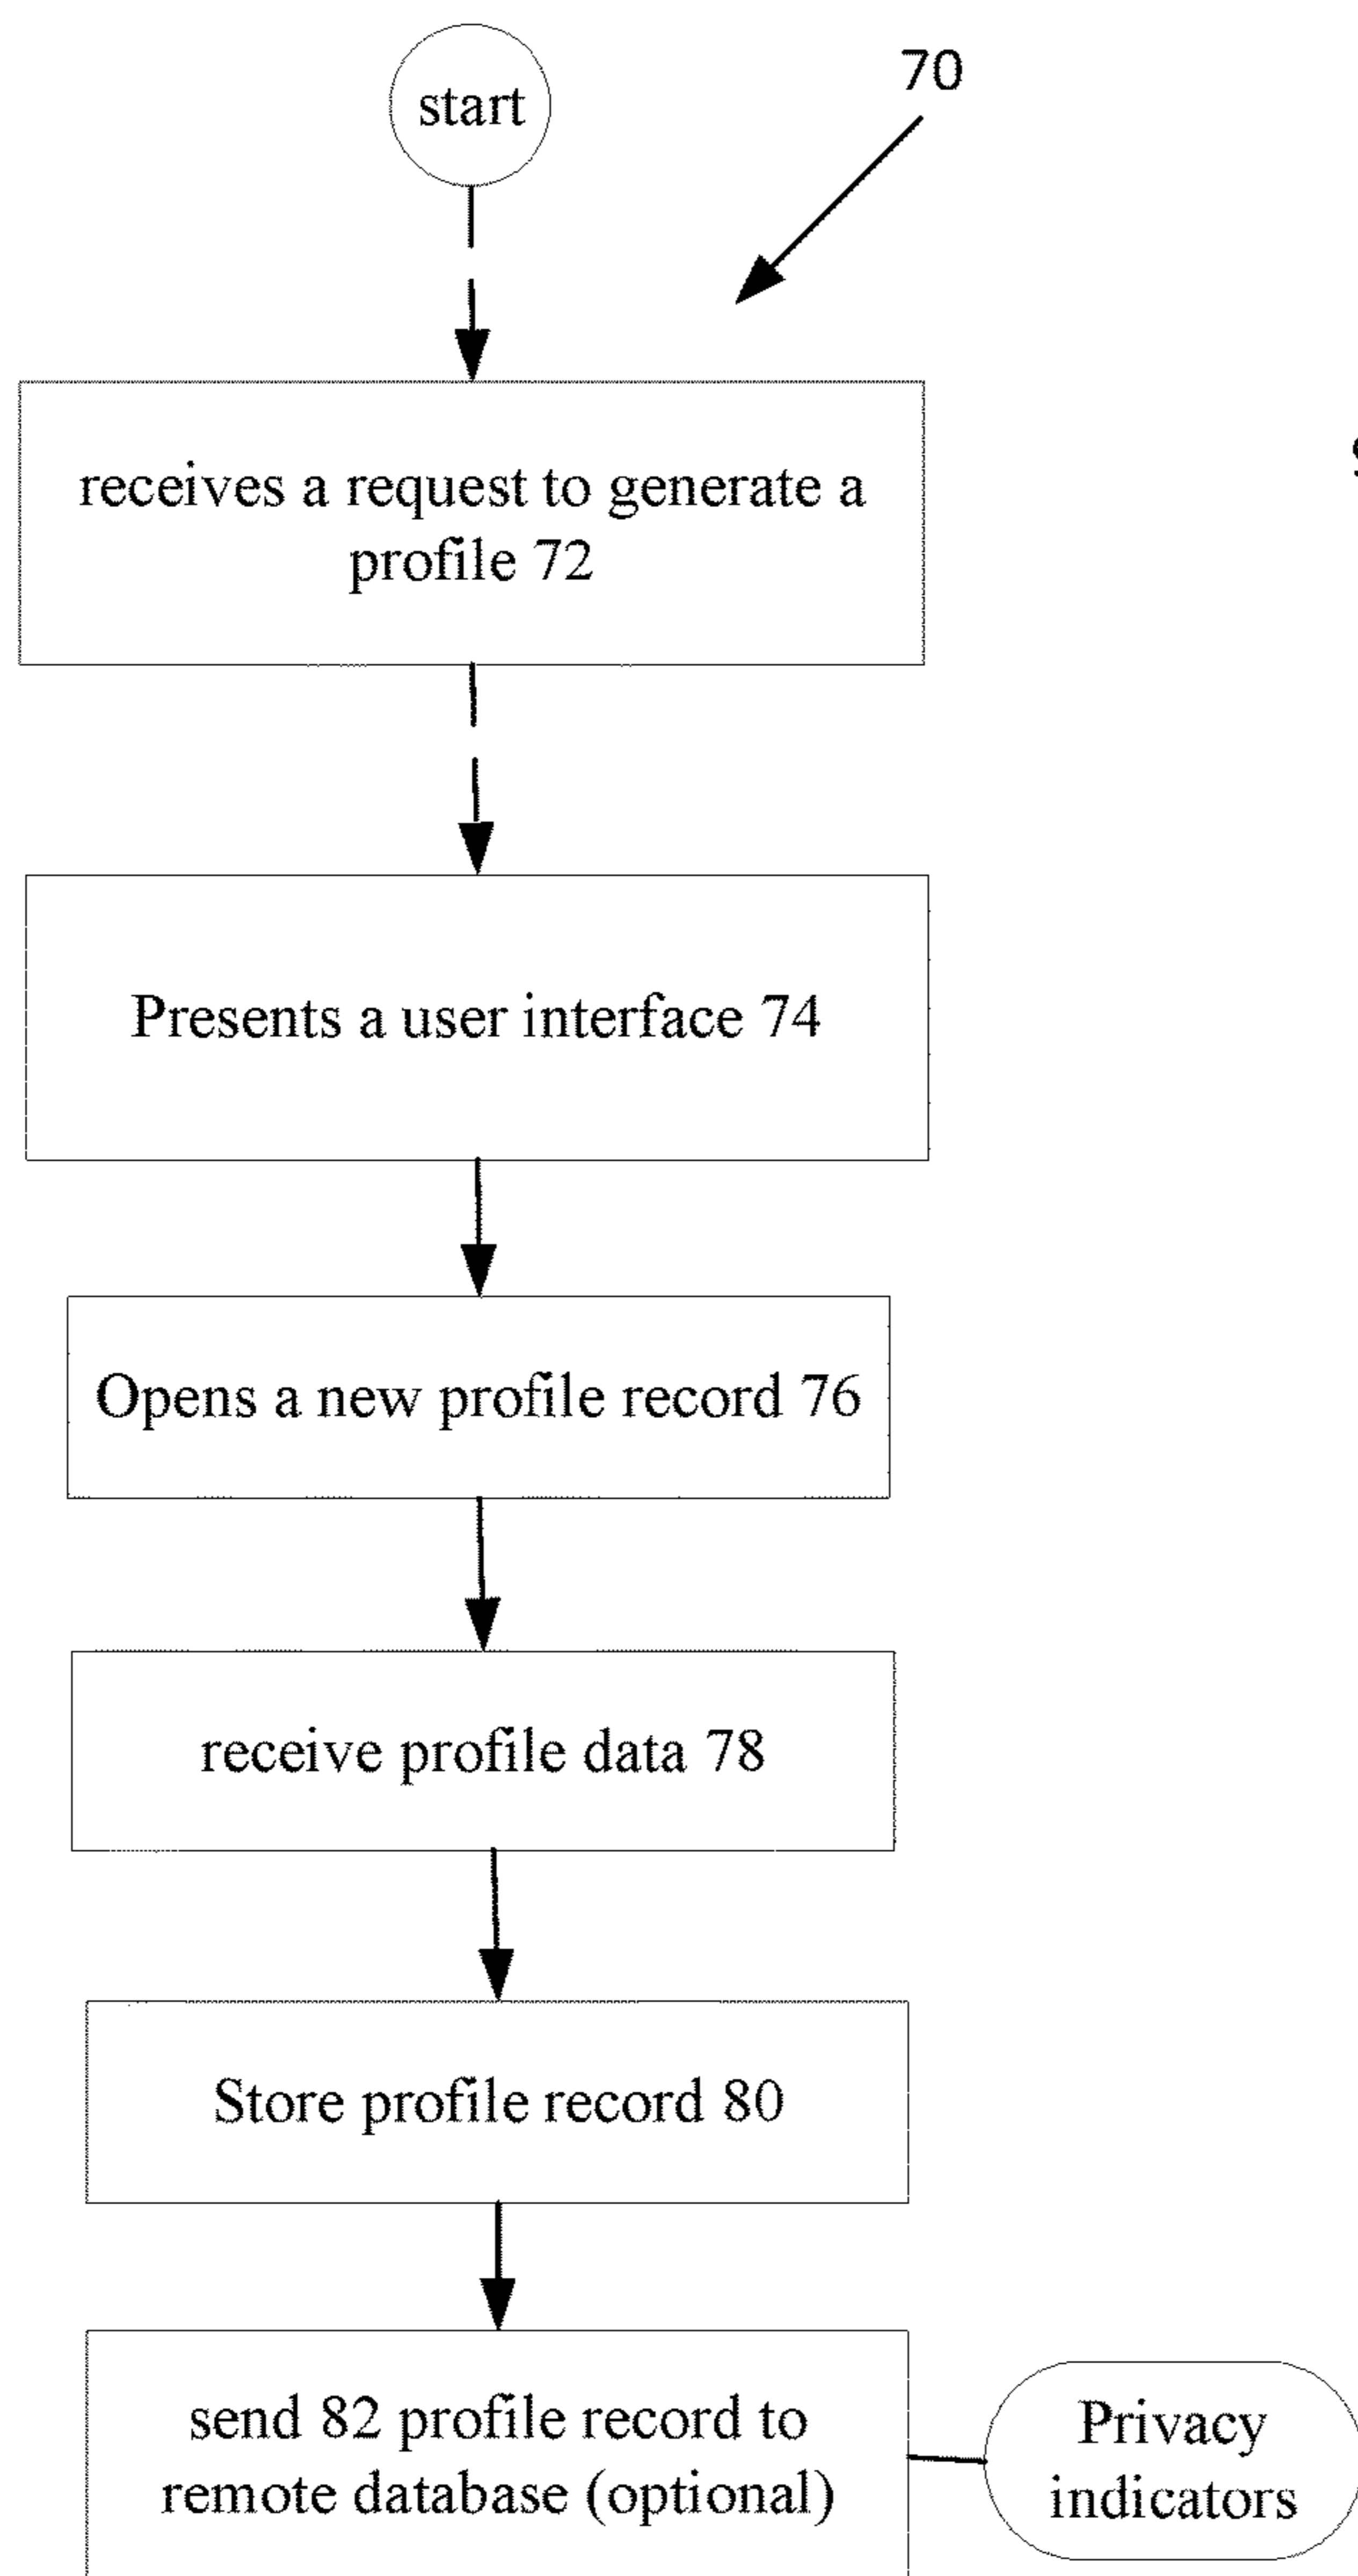 start
70
receives a request to generate a
profile 72
Presents a user interface 74
Opens a new profile record 76
receive profile data 78
Store profile record 80
send 82 profile record to
remote database (optional)
Privacy
indicators